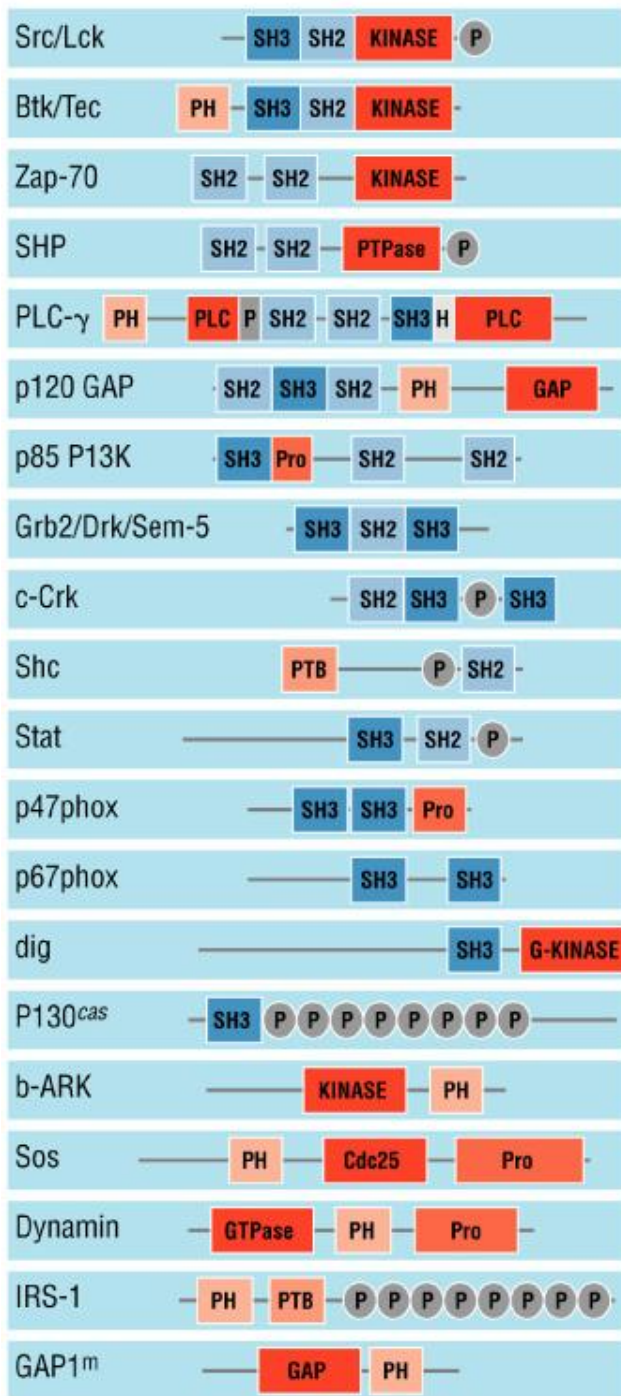 Src/Lck SH3 SH2 KINASE P
Btk/Tec PH SH3 SH2 KINASE
Zap-70 SH2 SH2 KINASE
SHP SH2 SH2 PTPase P
PLC-γ PH PLC P SH2 SH2 SH3 H PLC
p120 GAP SH2 SH3 SH2 PH GAP
p85 P13K SH3 Pro SH2 SH2
Grb2/Drk/Sem-5 SH3 SH2 SH3
c-Crk SH2 SH3 P SH3
Shc PTB P SH2
Stat SH3 SH2 P
p47phox SH3 SH3 Pro
p67phox SH3 SH3
dig SH3 G-KINASE
P130cas SH3 P P P P P P P P
b-ARK KINASE PH
Sos PH Cdc25 Pro
Dynamin GTPase PH Pro
IRS-1 PH PTB P P P P P P P P
GAP1m GAP PH